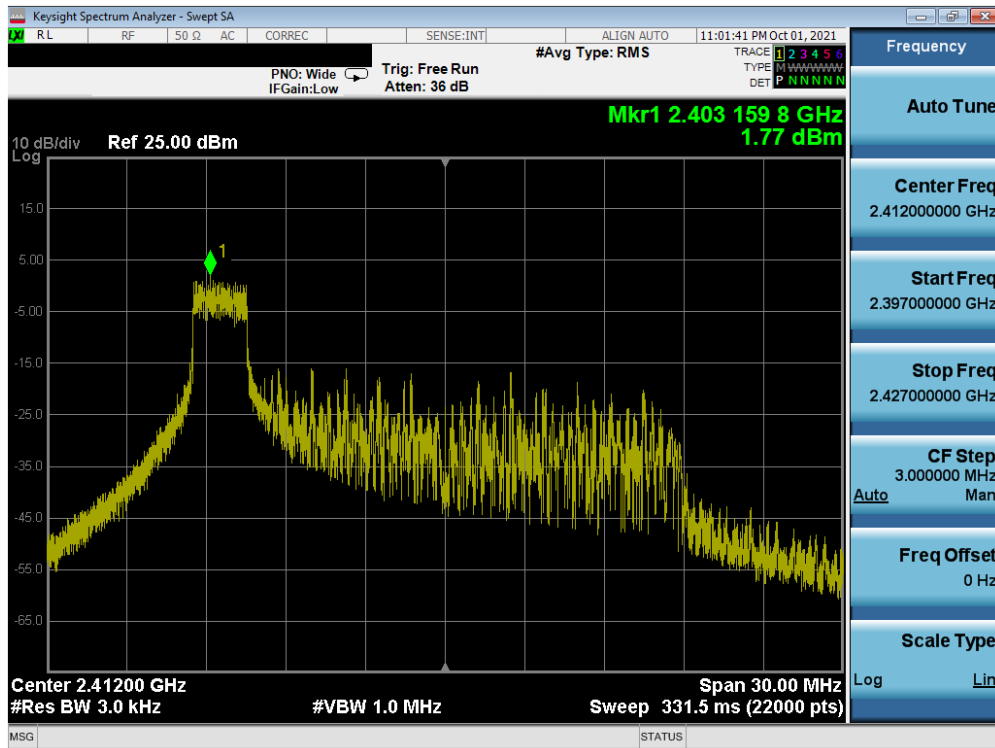 Keysight Spectrum Analyzer - Swept SA
LXI RL RF 50 Ω AC CORREC SENSE:INT ALIGN AUTO 11:01:41 PM Oct 01, 2021
#Avg Type: RMS TRACE 1 2 3 4 5 6
PNO: Wide Trig: Free Run TYPE MWWWWW
IFGain:Low Atten: 36 dB DET P NNNNN
Mkr1 2.403 159 8 GHz
1.77 dBm
10 dB/div Ref 25.00 dBm
Log
15.0
1
5.00
-5.00
-15.0
-25.0
-35.0
-45.0
-55.0
-65.0
Center 2.41200 GHz Span 30.00 MHz
#Res BW 3.0 kHz #VBW 1.0 MHz Sweep 331.5 ms (22000 pts)
MSG STATUS
Frequency
Auto Tune
Center Freq
2.412000000 GHz
Start Freq
2.397000000 GHz
Stop Freq
2.427000000 GHz
CF Step
3.000000 MHz
Auto Man
Freq Offset
0 Hz
Scale Type
Log Lin